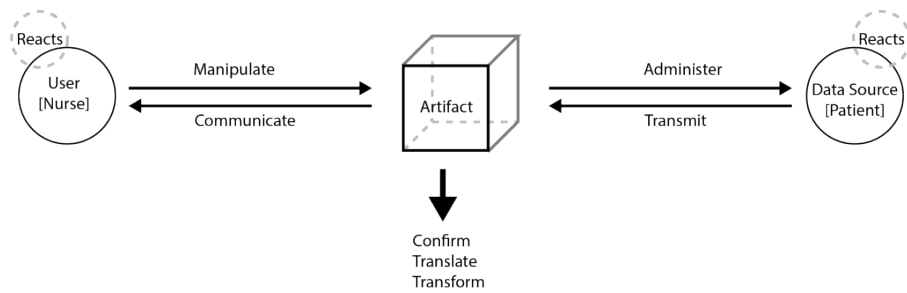 Reacts
User
[Nurse]
Manipulate
Communicate
Artifact
Administer
Transmit
Reacts
Data Source
[Patient]
Confirm
Translate
Transform